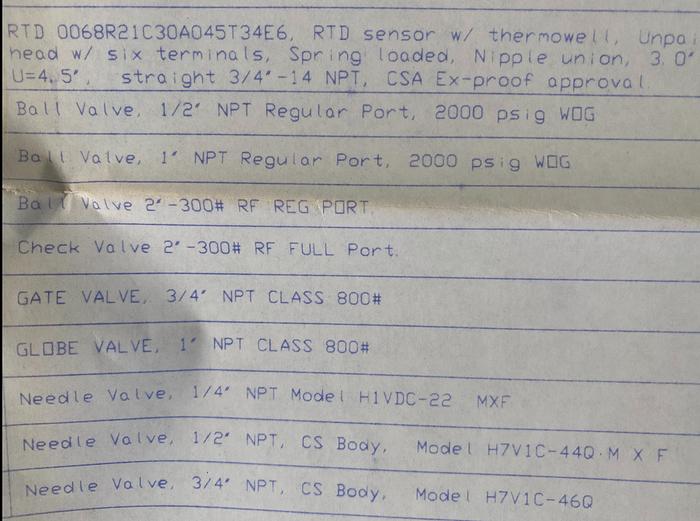 RTD 0068R21C30A045T34E6, RTD sensor w/ thermowell, Unpai
head w/ six terminals, Spring loaded, Nipple union, 3.0"
U=4.5", straight 3/4"-14 NPT, CSA Ex-proof approval.
Ball Valve, 1/2" NPT Regular Port, 2000 psig WOG
Ball Valve, 1" NPT Regular Port, 2000 psig WOG
Ball Valve 2"-300# RF REG PORT.
Check Valve 2"-300# RF FULL Port.
GATE VALVE, 3/4" NPT CLASS 800#
GLOBE VALVE, 1" NPT CLASS 800#
Needle Valve, 1/4" NPT Model H1VDC-22 MXF
Needle Valve, 1/2" NPT, CS Body, Model H7V1C-44Q-M X F
Needle Valve, 3/4" NPT, CS Body, Model H7V1C-46Q